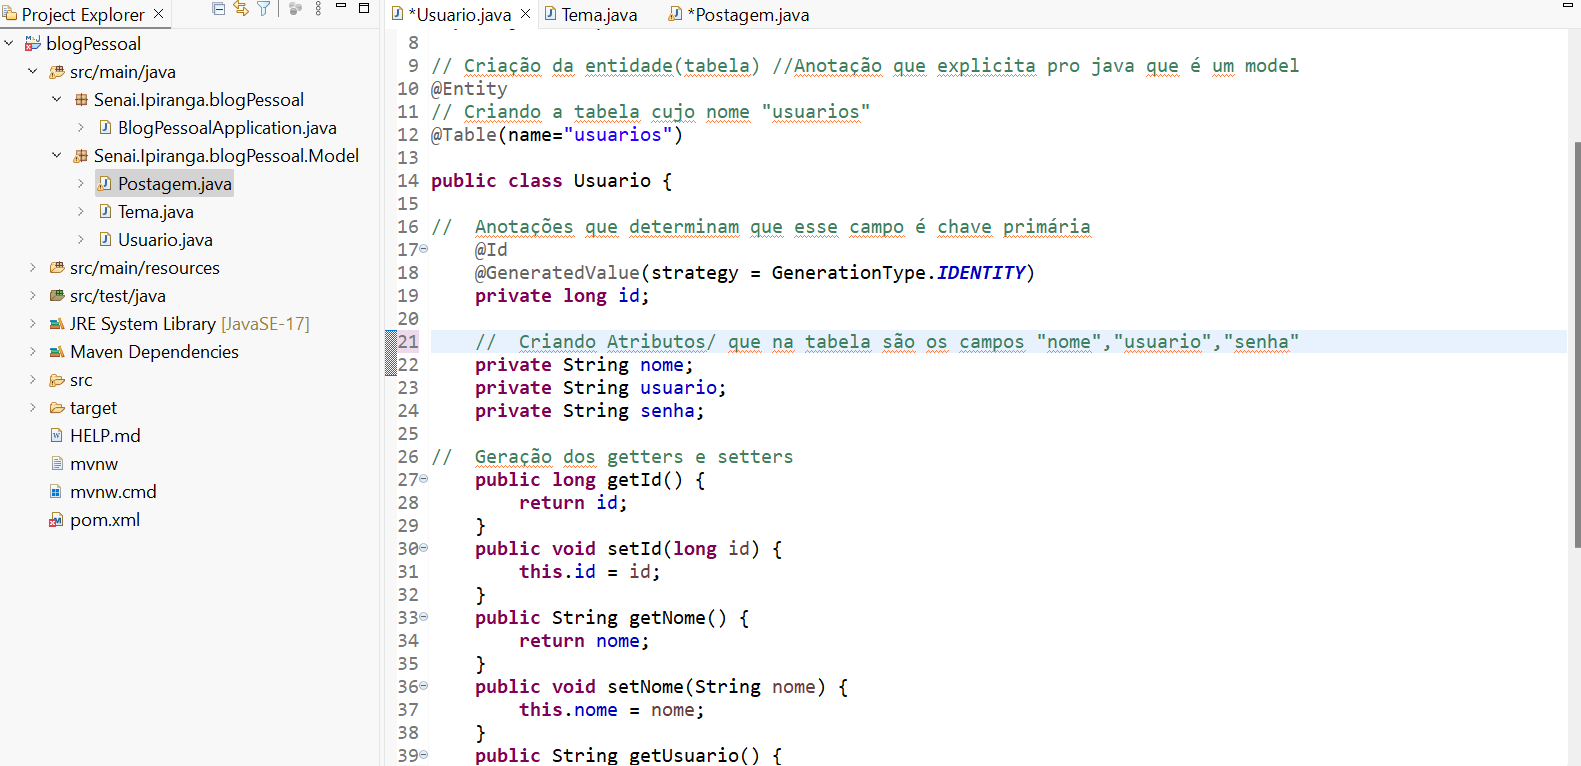 Project Explorer
blogPessoal
src/main/java
Senai.Ipiranga.blogPessoal
BlogPessoalApplication.java
Senai.Ipiranga.blogPessoal.Model
Postagem.java
Tema.java
Usuario.java
src/main/resources
src/test/java
JRE System Library [JavaSE-17]
Maven Dependencies
src
target
HELP.md
mvnw
mvnw.cmd
pom.xml
*Usuario.java
Tema.java
*Postagem.java
8
9 // Criação da entidade(tabela) //Anotação que explicita pro java que é um model
10 @Entity
11 // Criando a tabela cujo nome "usuarios"
12 @Table(name="usuarios")
13
14 public class Usuario {
15
16 //  Anotações que determinam que esse campo é chave primária
17     @Id
18     @GeneratedValue(strategy = GenerationType.IDENTITY)
19     private long id;
20
21     //  Criando Atributos/ que na tabela são os campos "nome","usuario","senha"
22     private String nome;
23     private String usuario;
24     private String senha;
25
26 //  Geração dos getters e setters
27     public long getId() {
28         return id;
29     }
30     public void setId(long id) {
31         this.id = id;
32     }
33     public String getNome() {
34         return nome;
35     }
36     public void setNome(String nome) {
37         this.nome = nome;
38     }
39     public String getUsuario() {